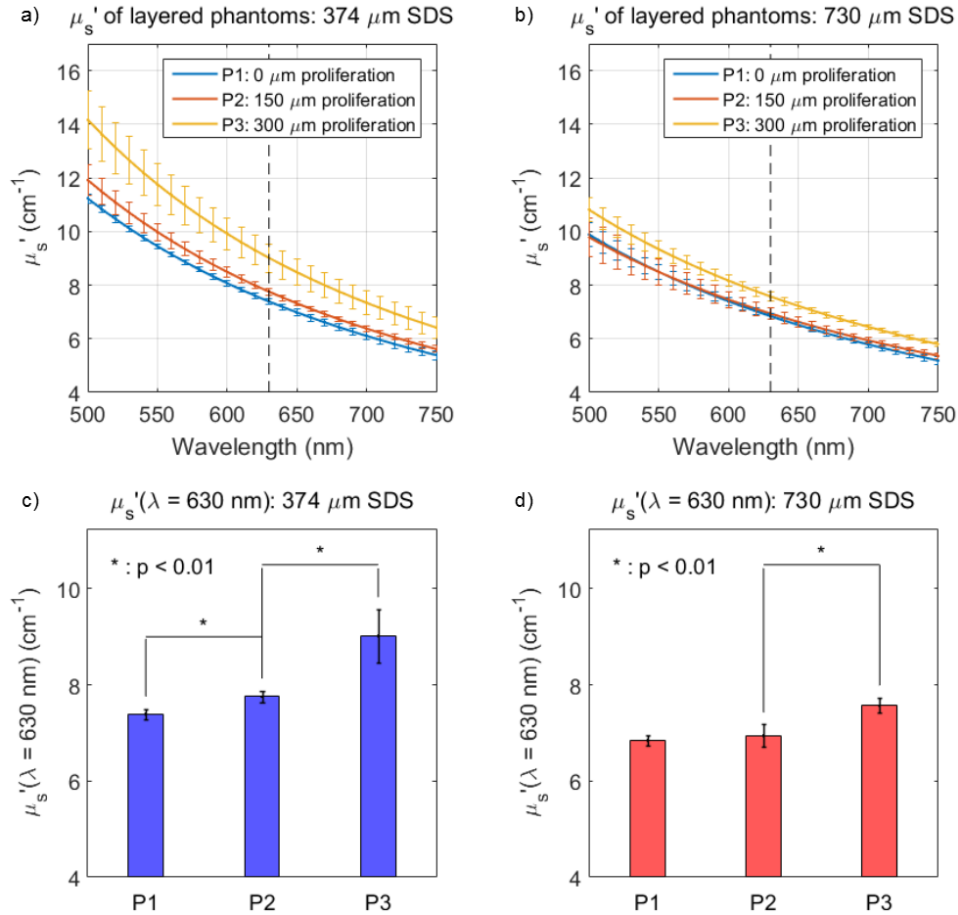 a)
μs' of layered phantoms: 374 μm SDS
P1: 0 μm proliferation
P2: 150 μm proliferation
P3: 300 μm proliferation
μs' (cm-1)
16
14
12
10
8
6
4
500
550
600
650
700
750
Wavelength (nm)
b)
μs' of layered phantoms: 730 μm SDS
P1: 0 μm proliferation
P2: 150 μm proliferation
P3: 300 μm proliferation
μs' (cm-1)
16
14
12
10
8
6
4
500
550
600
650
700
750
Wavelength (nm)
c)
μs'(λ = 630 nm): 374 μm SDS
* : p < 0.01
*
*
μs'(λ = 630 nm) (cm-1)
10
8
6
4
P1
P2
P3
d)
μs'(λ = 630 nm): 730 μm SDS
* : p < 0.01
*
μs'(λ = 630 nm) (cm-1)
10
8
6
4
P1
P2
P3